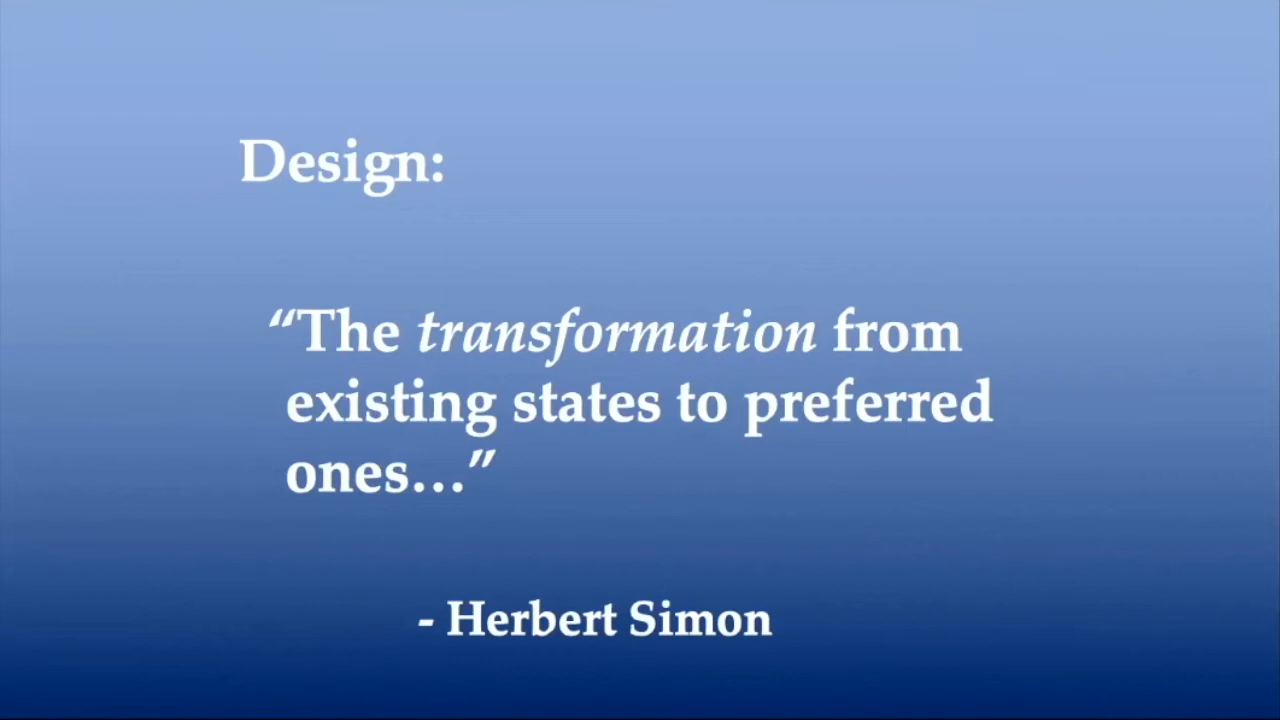 Design:
“The transformation from
existing states to preferred
ones…”
- Herbert Simon